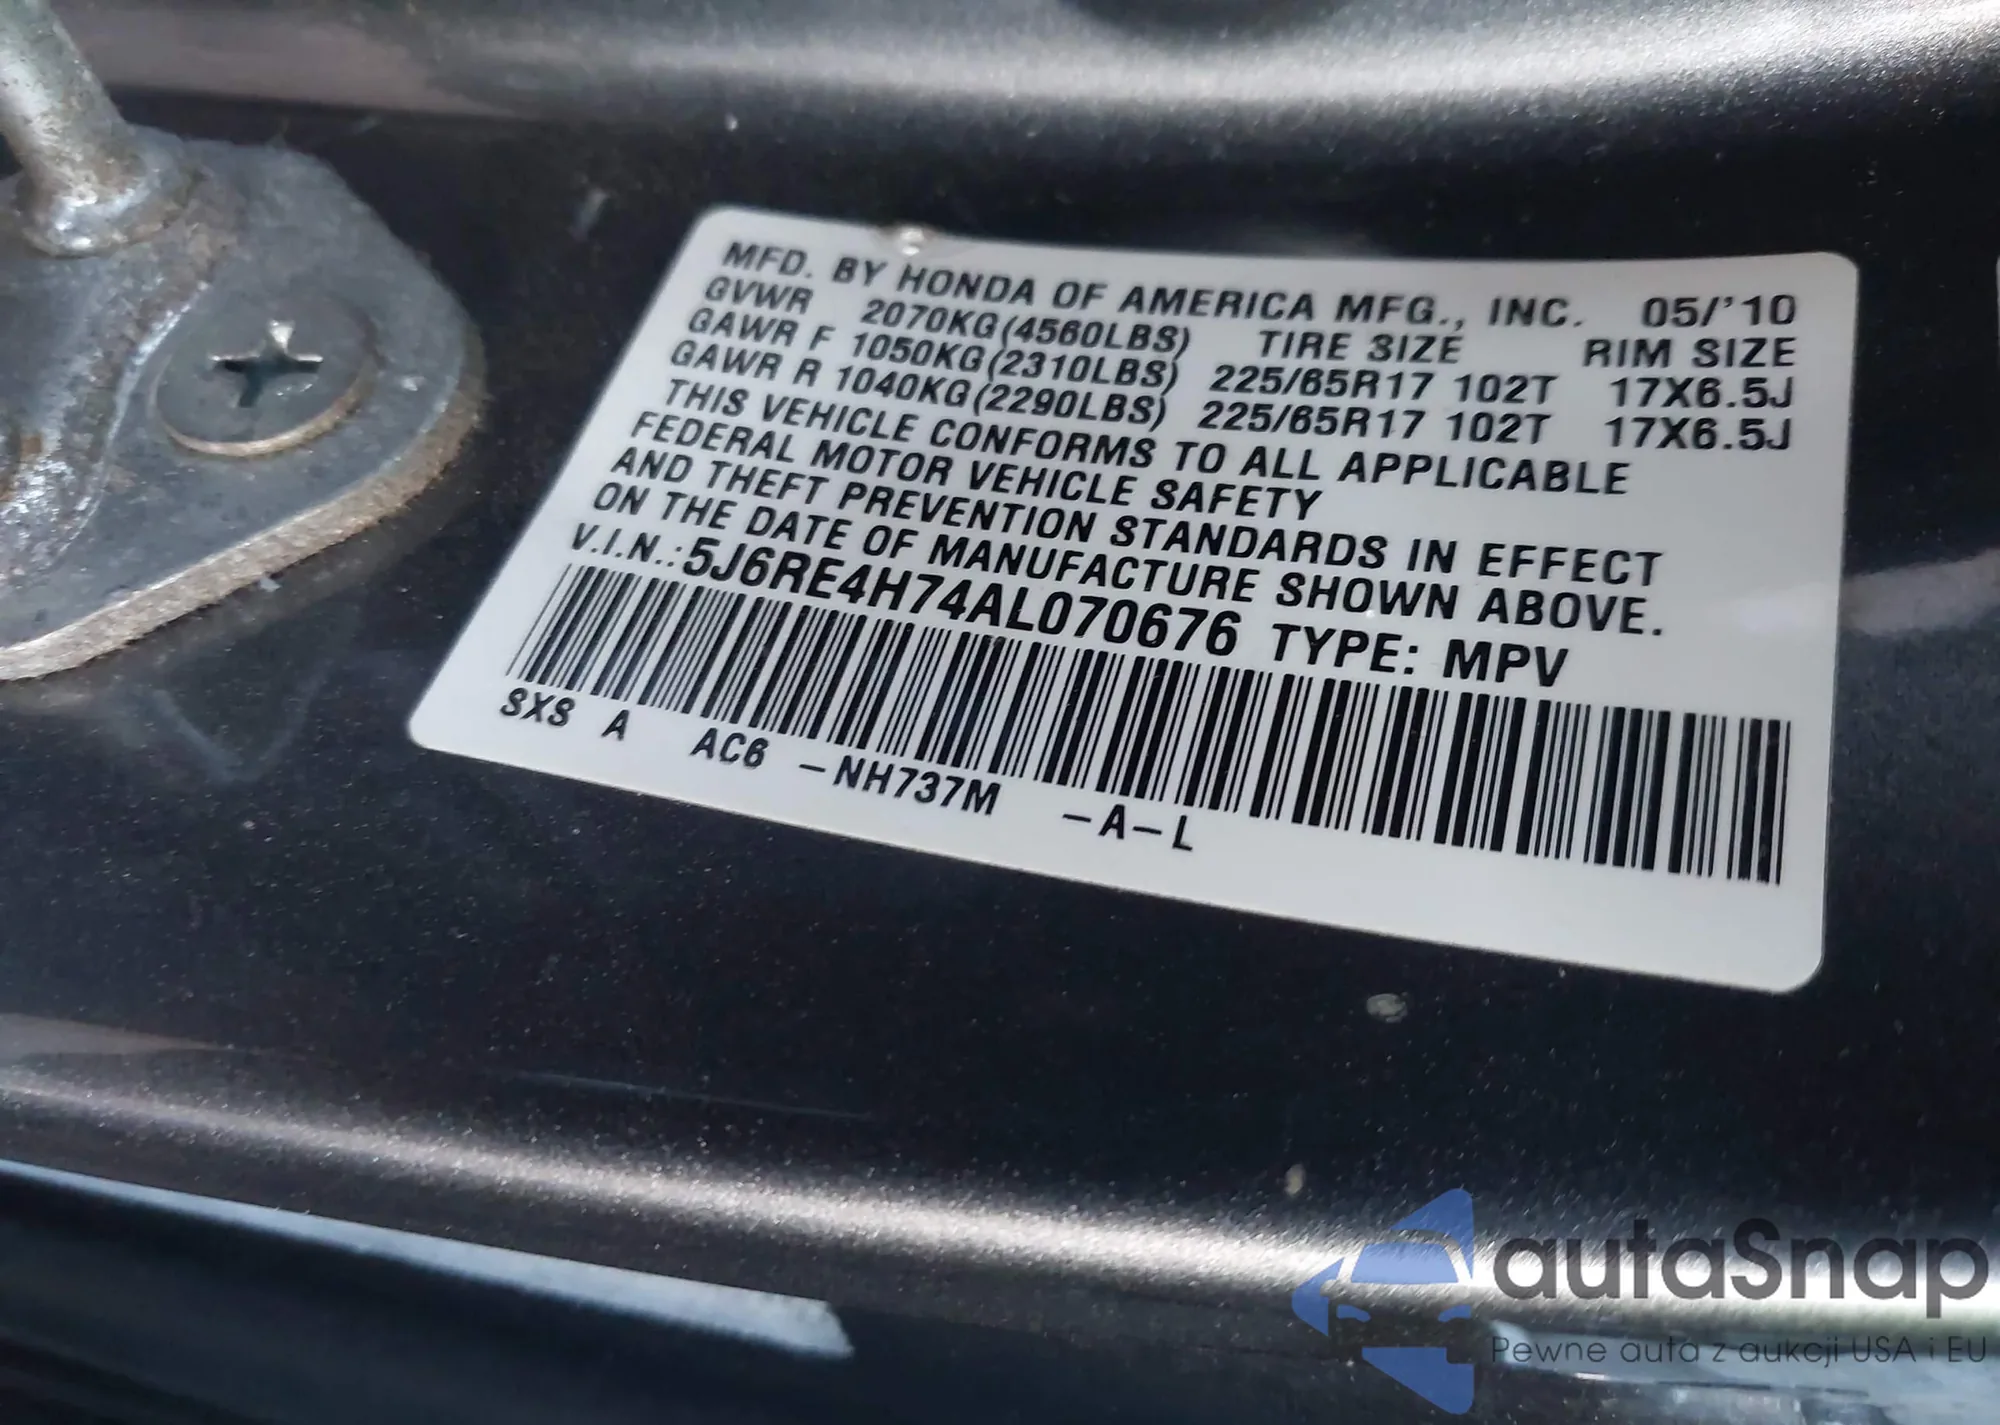 MFD. BY HONDA OF AMERICA MFG., INC. 05/'10
GVWR 2070KG(4560LBS) TIRE SIZE RIM SIZE
GAWR F 1050KG(2310LBS) 225/65R17 102T 17X6.5J
GAWR R 1040KG(2290LBS) 225/65R17 102T 17X6.5J
THIS VEHICLE CONFORMS TO ALL APPLICABLE
FEDERAL MOTOR VEHICLE SAFETY
AND THEFT PREVENTION STANDARDS IN EFFECT
ON THE DATE OF MANUFACTURE SHOWN ABOVE.
V.I.N.:5J6RE4H74AL070676 TYPE: MPV
SXS A AC6 -NH737M -A-L
autaSnap
Pewne auta z aukcji USA i EU